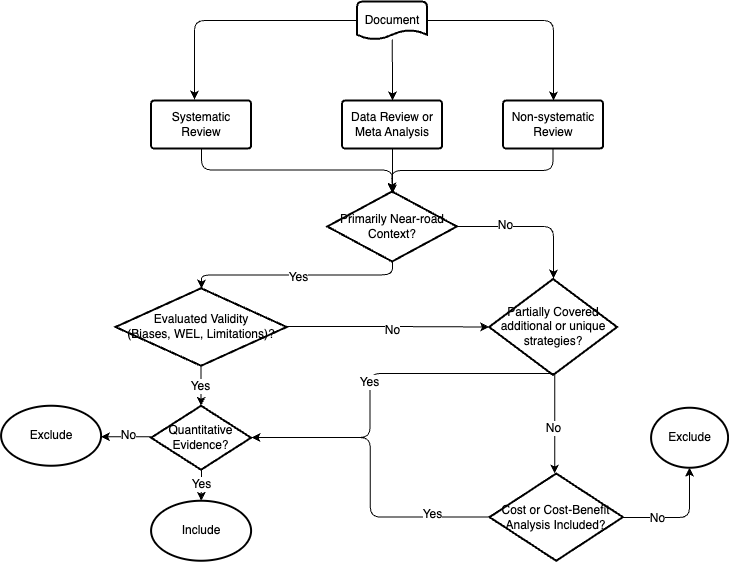 Document
Systematic
Review
Data Review or
Meta Analysis
Non-systematic
Review
Primarily Near-road
Context?
No
Yes
Evaluated Validity
(Biases, WEL, Limitations)?
No
Partially Covered
additional or unique
strategies?
Yes
Yes
No
Exclude
No
Quantitative
Evidence?
Exclude
Yes
Include
Yes
Cost or Cost-Benefit
Analysis Included?
No